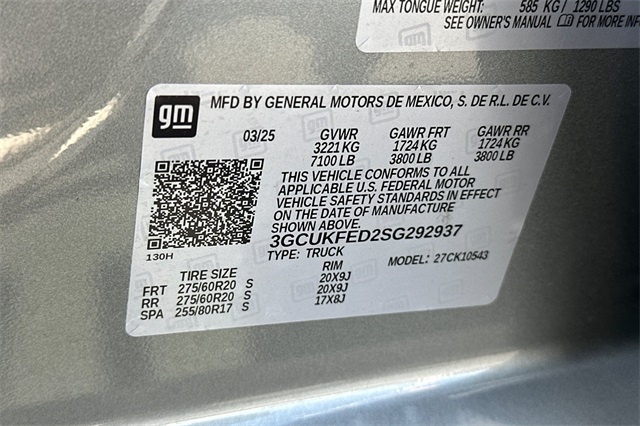 MAX TONGUE WEIGHT: 585 KG / 1290 LBS
SEE OWNER'S MANUAL FOR MORE INF
gm
MFD BY GENERAL MOTORS DE MEXICO, S. DE R.L. DE C.V.
03/25 GVWR GAWR FRT GAWR RR
3221 KG 1724 KG 1724 KG
7100 LB 3800 LB 3800 LB
THIS VEHICLE CONFORMS TO ALL
APPLICABLE U.S. FEDERAL MOTOR
VEHICLE SAFETY STANDARDS IN EFFECT
ON THE DATE OF MANUFACTURE
SHOWN ABOVE.
3GCUKFED2SG292937
130H
TYPE: TRUCK MODEL: 27CK10543
TIRE SIZE RIM
FRT 275/60R20 S 20X9J
RR 275/60R20 S 20X9J
SPA 255/80R17 S 17X8J